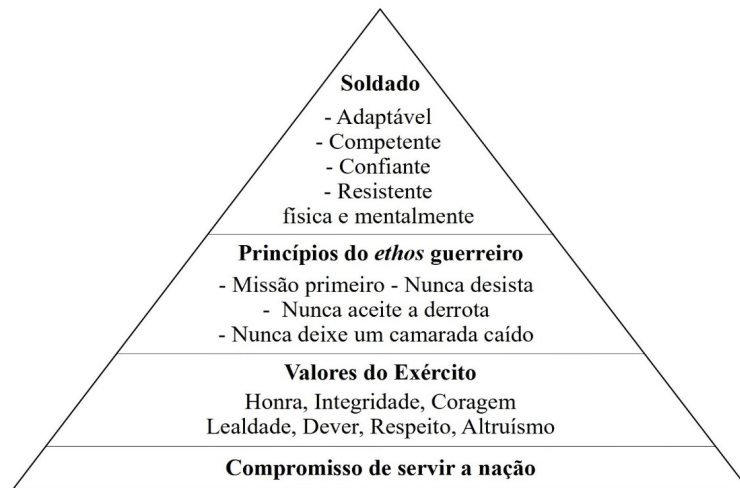 Soldado
- Adaptável
- Competente
- Confiante
- Resistente
física e mentalmente
Princípios do ethos guerreiro
- Missão primeiro - Nunca desista
- Nunca aceite a derrota
- Nunca deixe um camarada caído
Valores do Exército
Honra, Integridade, Coragem
Lealdade, Dever, Respeito, Altruísmo
Compromisso de servir a nação